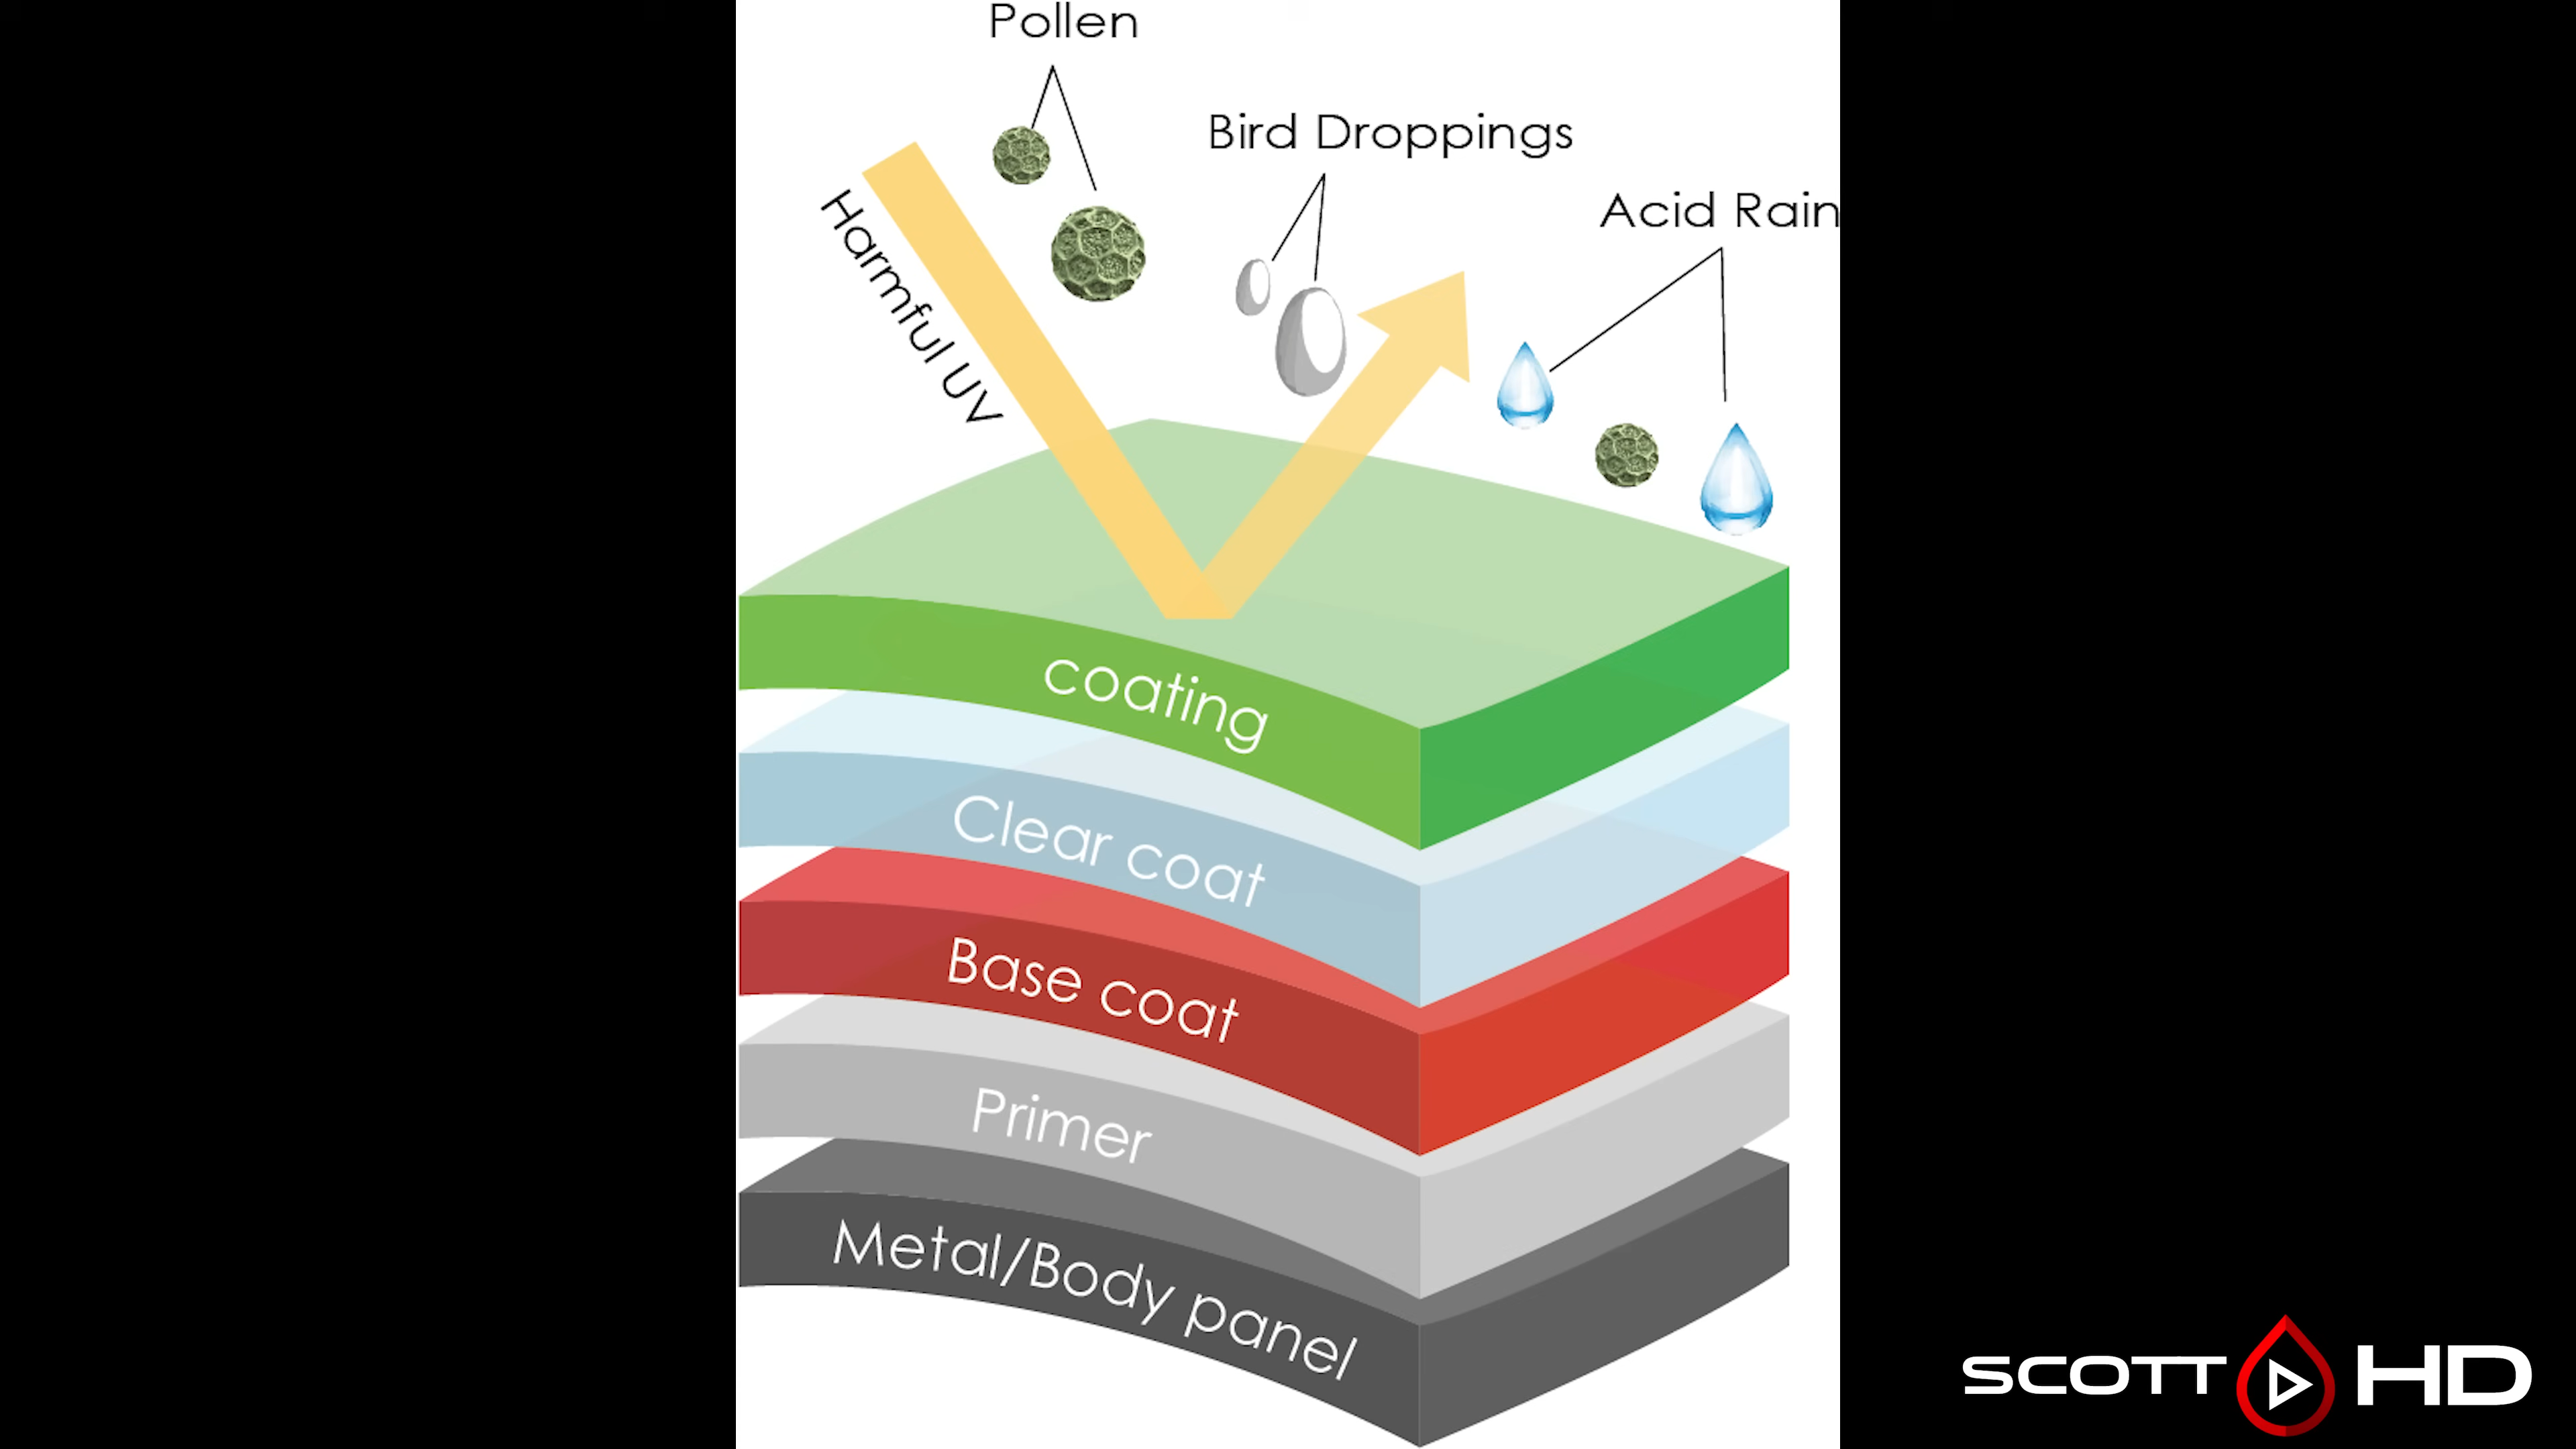 Pollen
Bird Droppings
Acid Rain
Harmful UV
coating
Clear coat
Base coat
Primer
Metal/Body panel
SCOTT HD